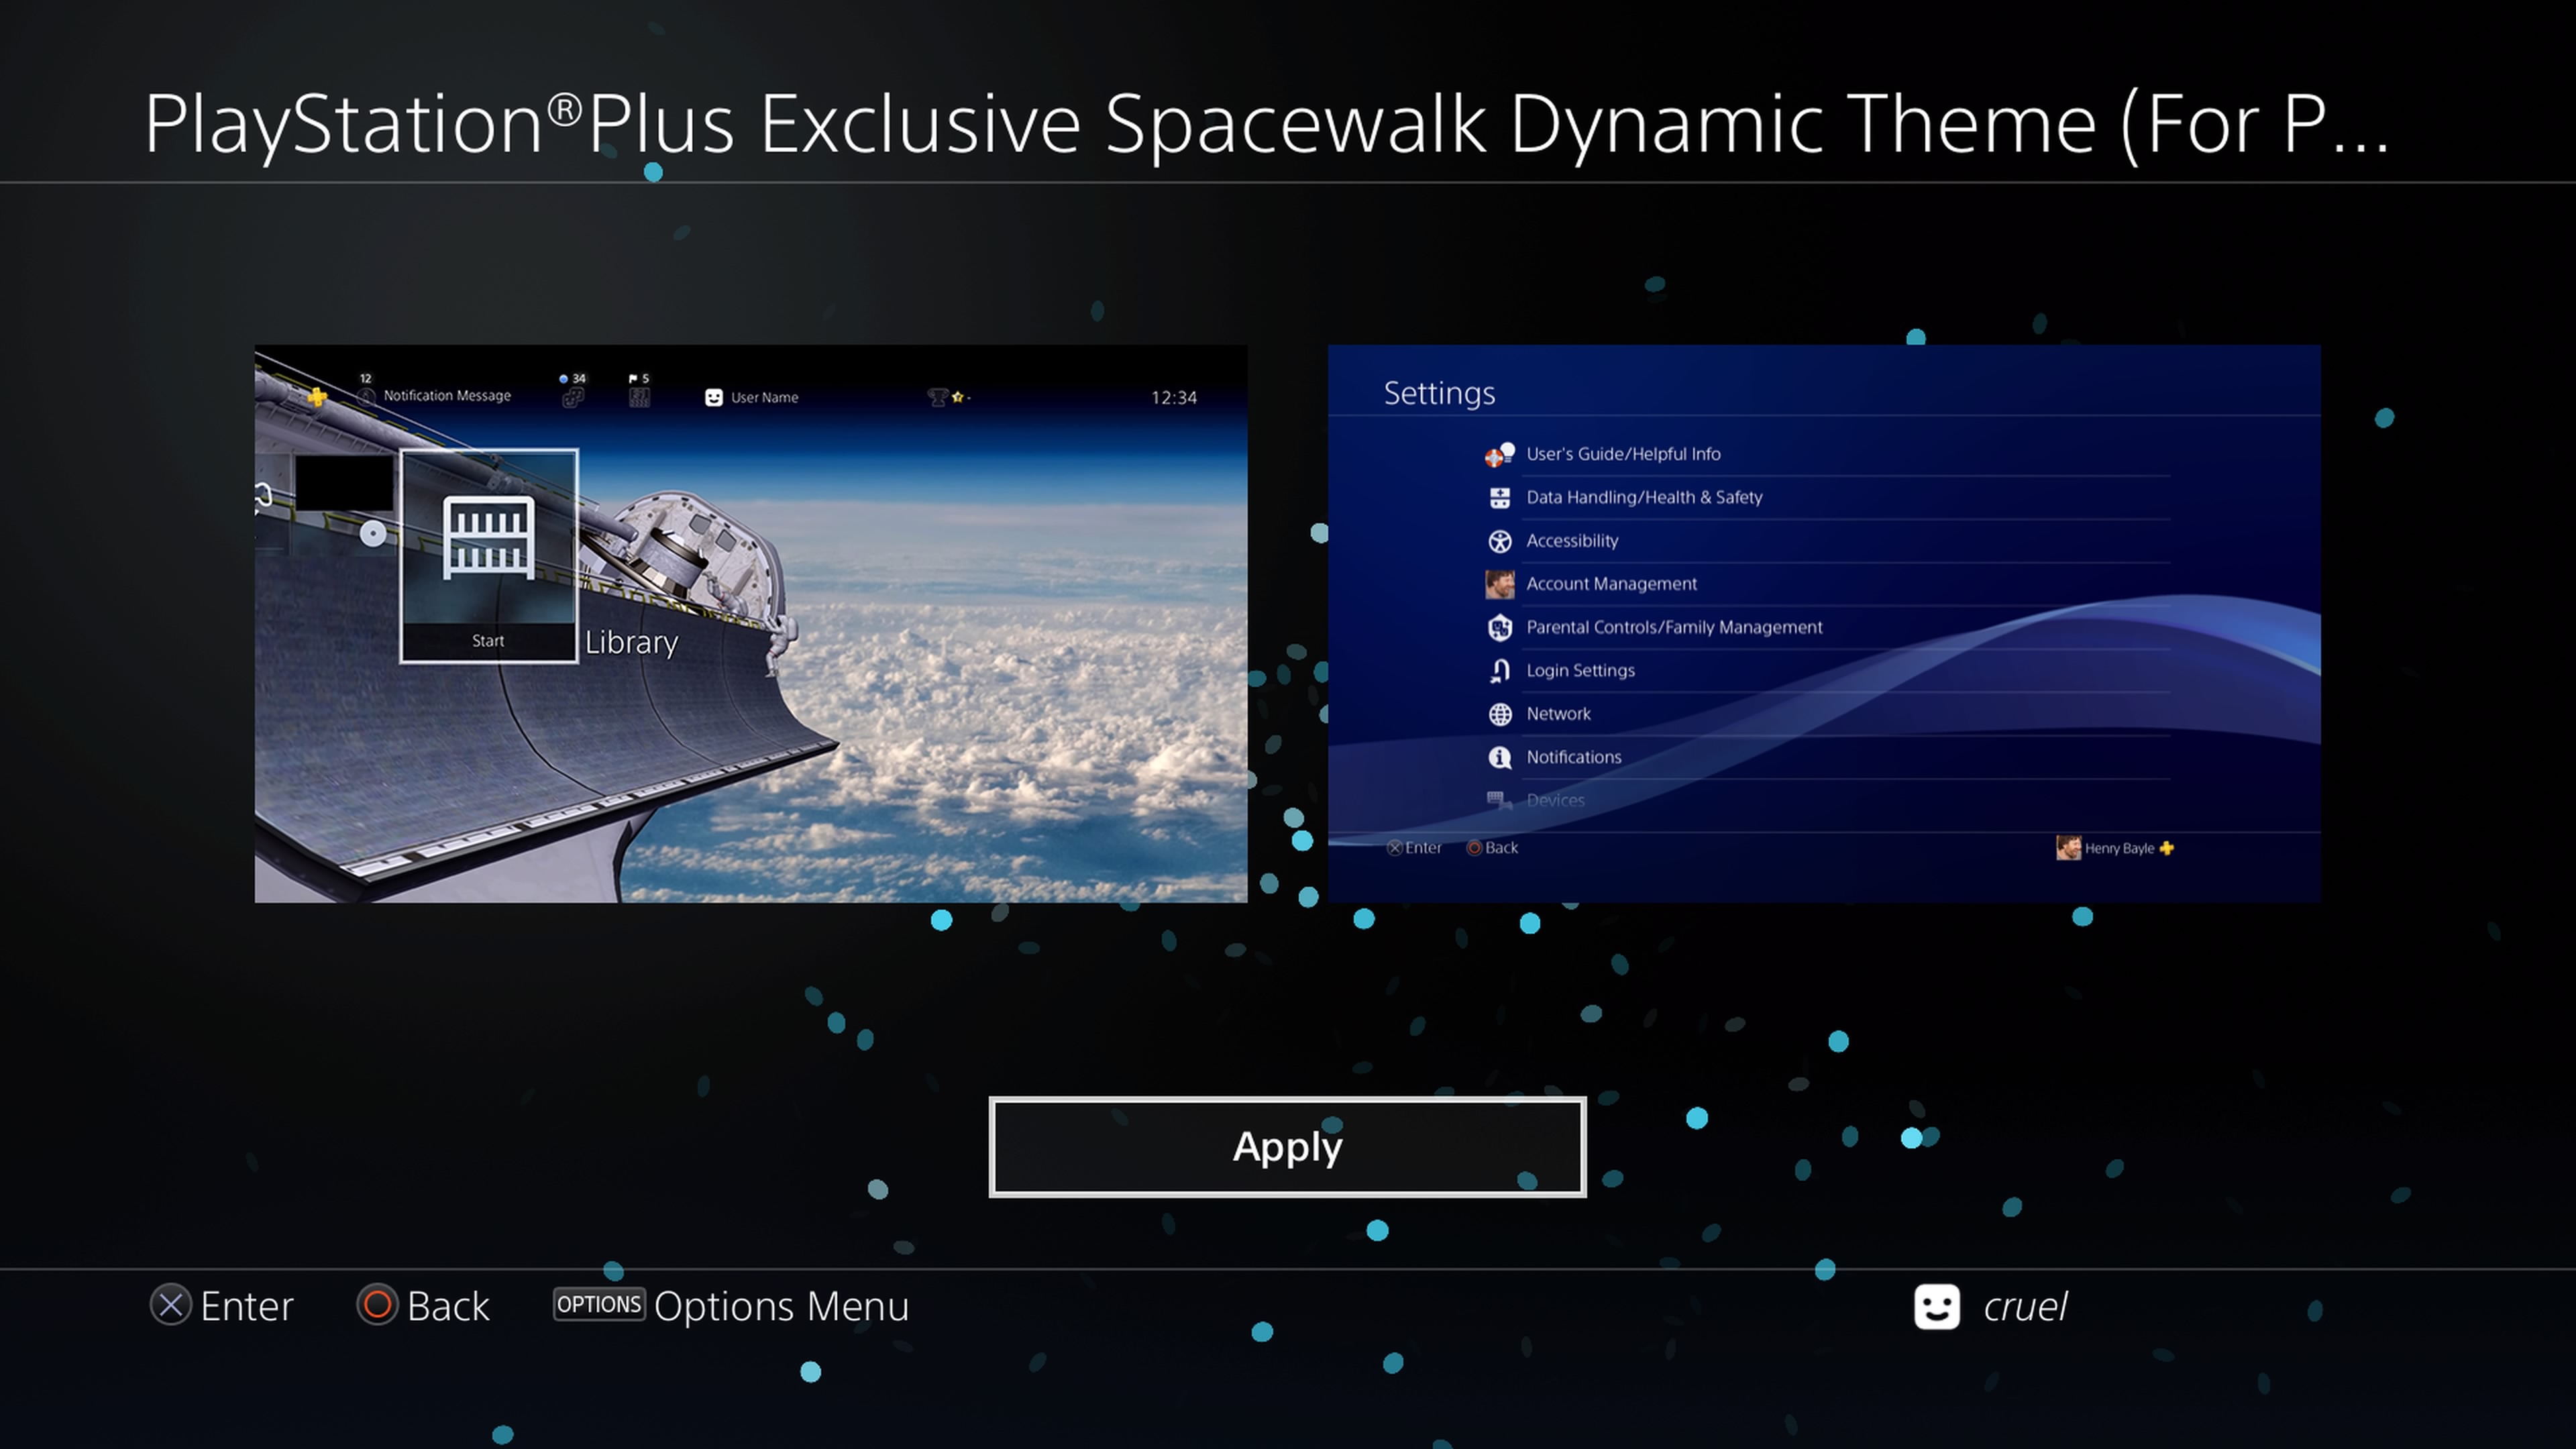 PlayStation®Plus Exclusive Spacewalk Dynamic Theme (For P...
12
Notification Message
34
5
User Name
-
12:34
Start
Library
Settings
User's Guide/Helpful Info
Data Handling/Health & Safety
Accessibility
Account Management
Parental Controls/Family Management
Login Settings
Network
Notifications
Devices
Enter
Back
Henry Bayle
Apply
Enter
Back
OPTIONS Options Menu
cruel